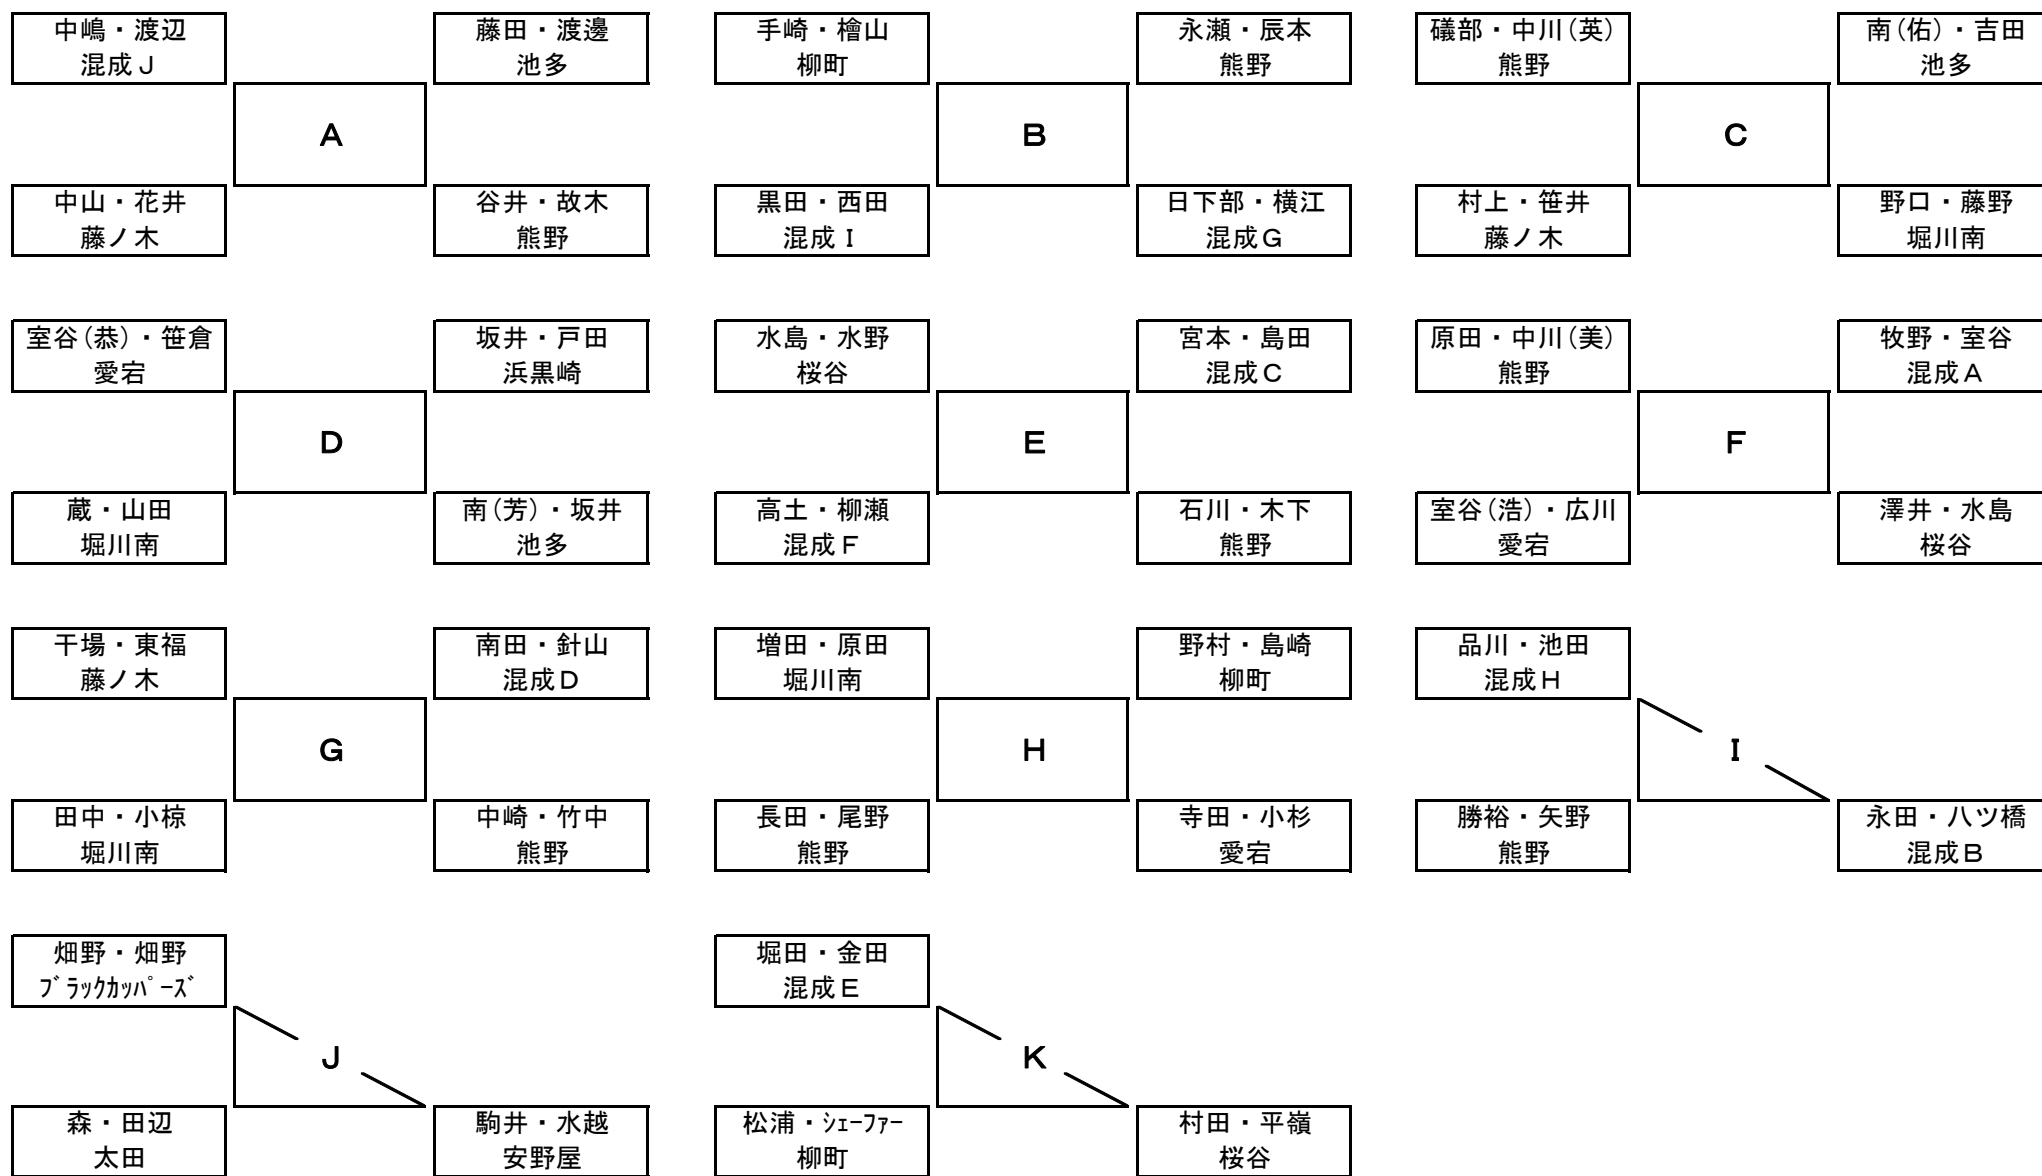 中嶋・渡辺
混成J
藤田・渡邊
池多
A
中山・花井
藤ノ木
谷井・故木
熊野
手崎・檜山
柳町
永瀬・辰本
熊野
B
黒田・西田
混成I
日下部・横江
混成G
礒部・中川(英)
熊野
南(佑)・吉田
池多
C
村上・笹井
藤ノ木
野口・藤野
堀川南
室谷(恭)・笹倉
愛宕
坂井・戸田
浜黒崎
D
蔵・山田
堀川南
南(芳)・坂井
池多
水島・水野
桜谷
宮本・島田
混成C
E
高土・柳瀬
混成F
石川・木下
熊野
原田・中川(美)
熊野
牧野・室谷
混成A
F
室谷(浩)・広川
愛宕
澤井・水島
桜谷
干場・東福
藤ノ木
南田・針山
混成D
G
田中・小椋
堀川南
中崎・竹中
熊野
増田・原田
堀川南
野村・島崎
柳町
H
長田・尾野
熊野
寺田・小杉
愛宕
品川・池田
混成H
I
勝裕・矢野
熊野
永田・八ツ橋
混成B
畑野・畑野
ブラックカッパーズ
J
森・田辺
太田
駒井・水越
安野屋
堀田・金田
混成E
K
松浦・シェーファー
柳町
村田・平嶺
桜谷